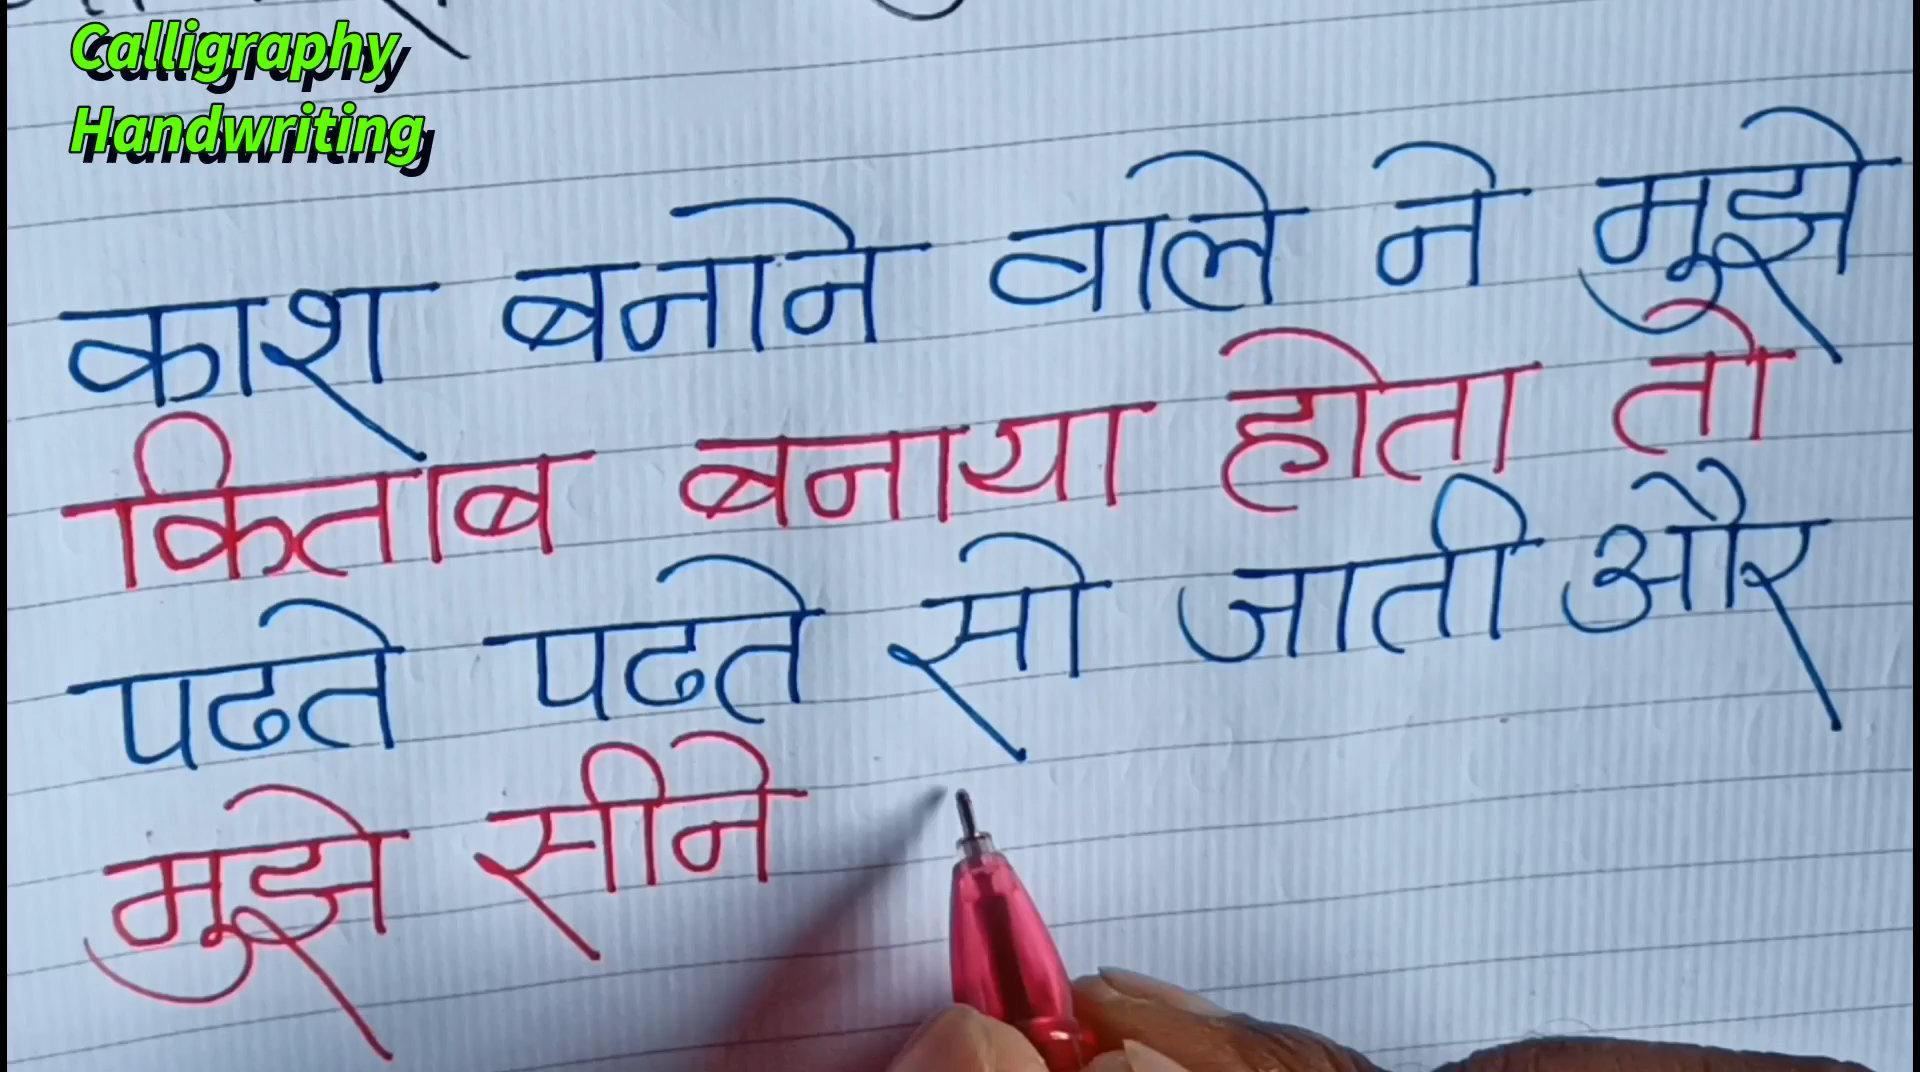 Calligraphy
Handwriting
काश बनाने वाले ने मुझे
किताब बनाया होता तो
पढते पढते सो जाती और
मुझे सीने